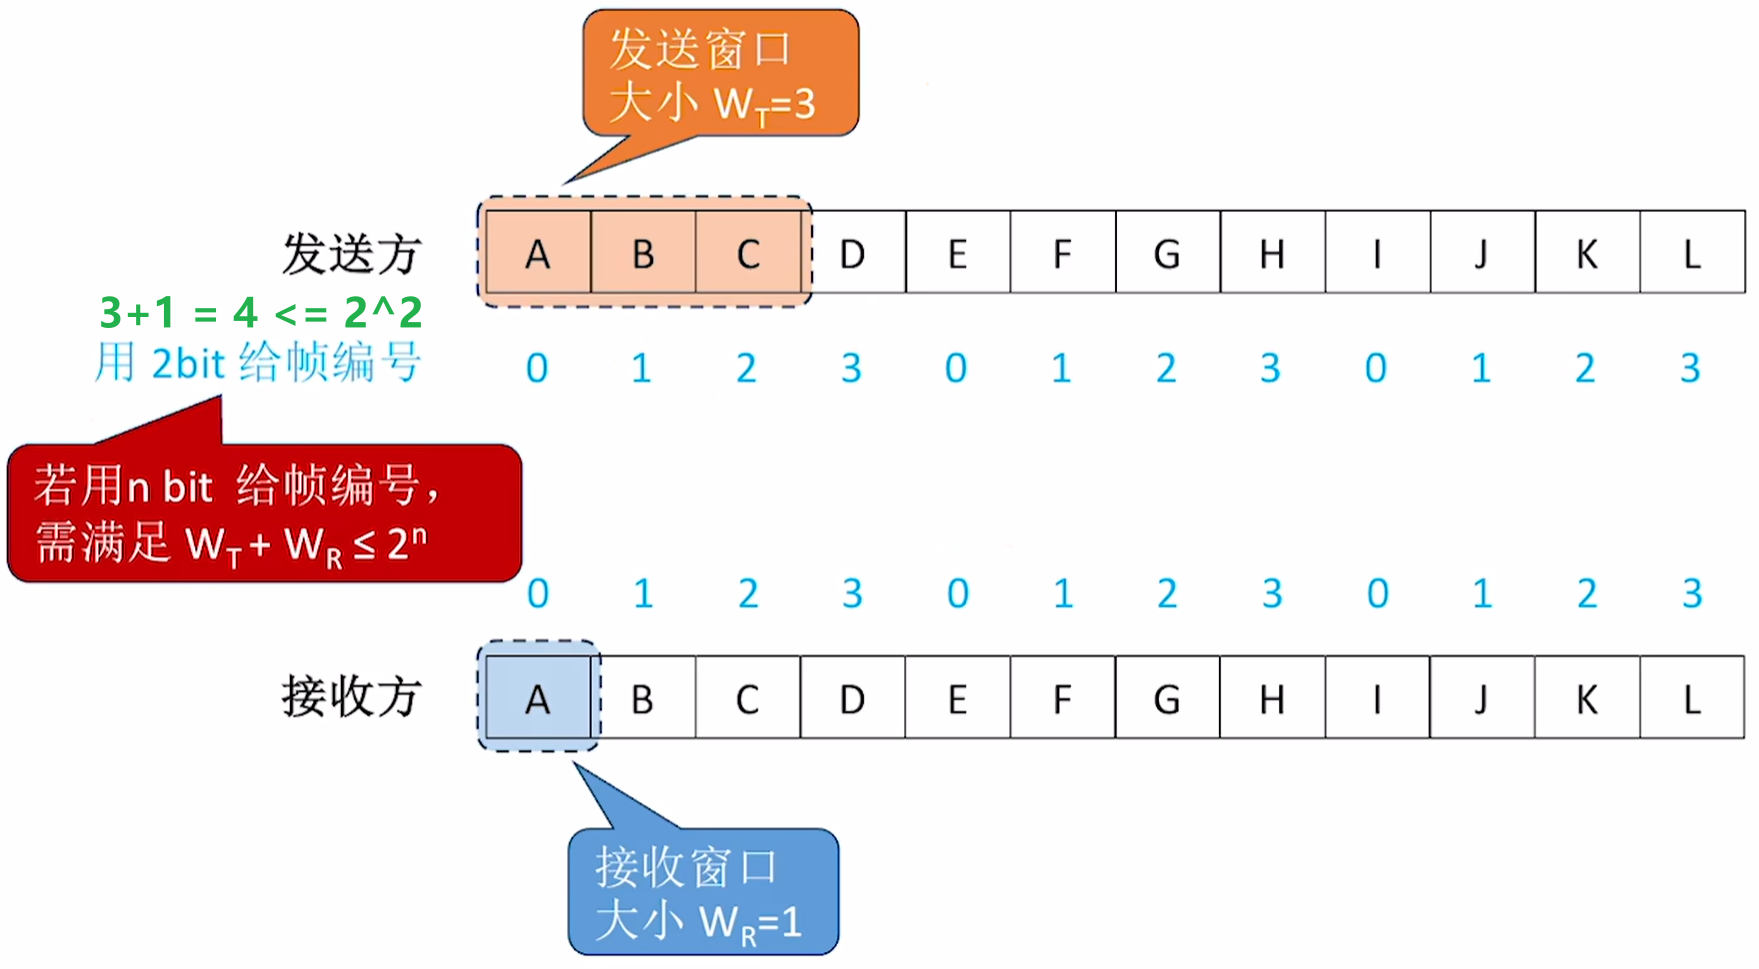 发送窗口
大小 W_T=3
发送方 A B C D E F G H I J K L
3+1 = 4 <= 2^2
用 2bit 给帧编号 0 1 2 3 0 1 2 3 0 1 2 3
若用n bit 给帧编号，
需满足 W_T + W_R ≤ 2^n
0 1 2 3 0 1 2 3 0 1 2 3
接收方 A B C D E F G H I J K L
接收窗口
大小 W_R=1